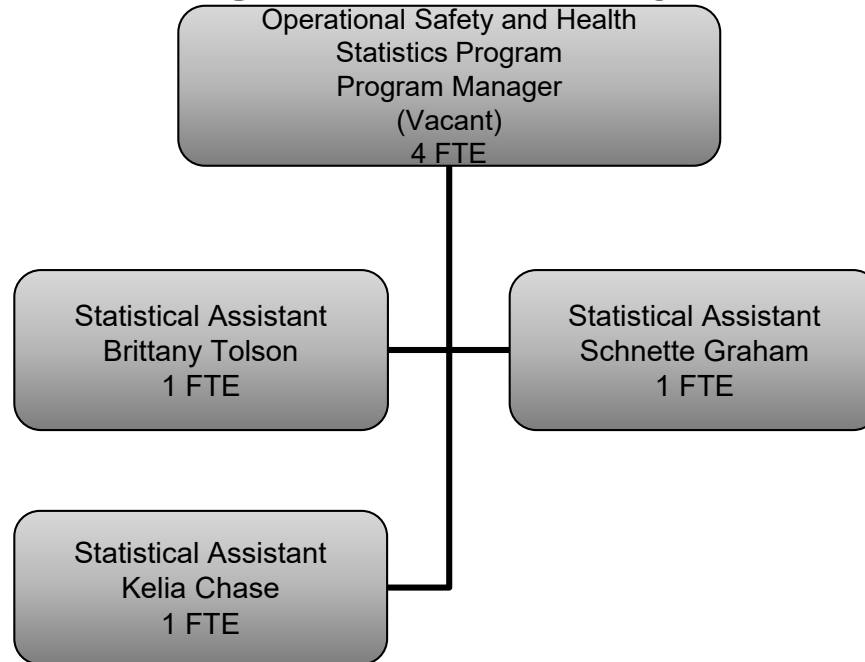 Operational Safety and Health
Statistics Program
Program Manager
(Vacant)
4 FTE
Statistical Assistant
Brittany Tolson
1 FTE
Statistical Assistant
Schnette Graham
1 FTE
Statistical Assistant
Kelia Chase
1 FTE